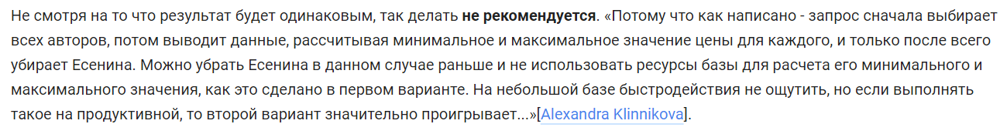 Не смотря на то что результат будет одинаковым, так делать не рекомендуется. «Потому что как написано - запрос сначала выбирает
всех авторов, потом выводит данные, рассчитывая минимальное и максимальное значение цены для каждого, и только после всего
убирает Есенина. Можно убрать Есенина в данном случае раньше и не использовать ресурсы базы для расчета его минимального и
максимального значения, как это сделано в первом варианте. На небольшой базе быстродействия не ощутить, но если выполнять
такое на продуктивной, то второй вариант значительно проигрывает...»[Alexandra Klinnikova].